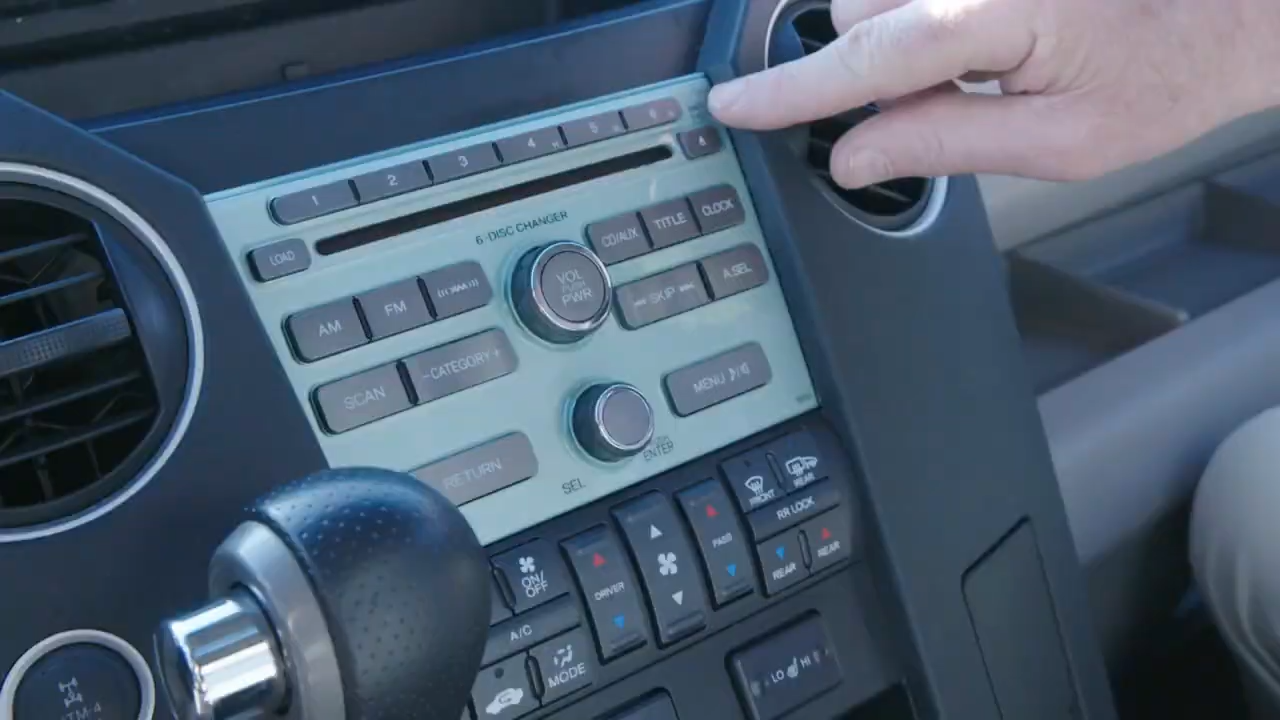 1 2 3 4 5 6
LOAD
6-DISC CHANGER
CD/AUX TITLE CLOCK
AM FM
VOL
PUSH
PWR
SKIP A.SEL
SCAN -CATEGORY+
MENU
RETURN
SEL
ENTER
FRONT REAR
RR LOCK
ON/
OFF
DRIVER
PASS
REAR REAR
A/C
MODE
LO HI